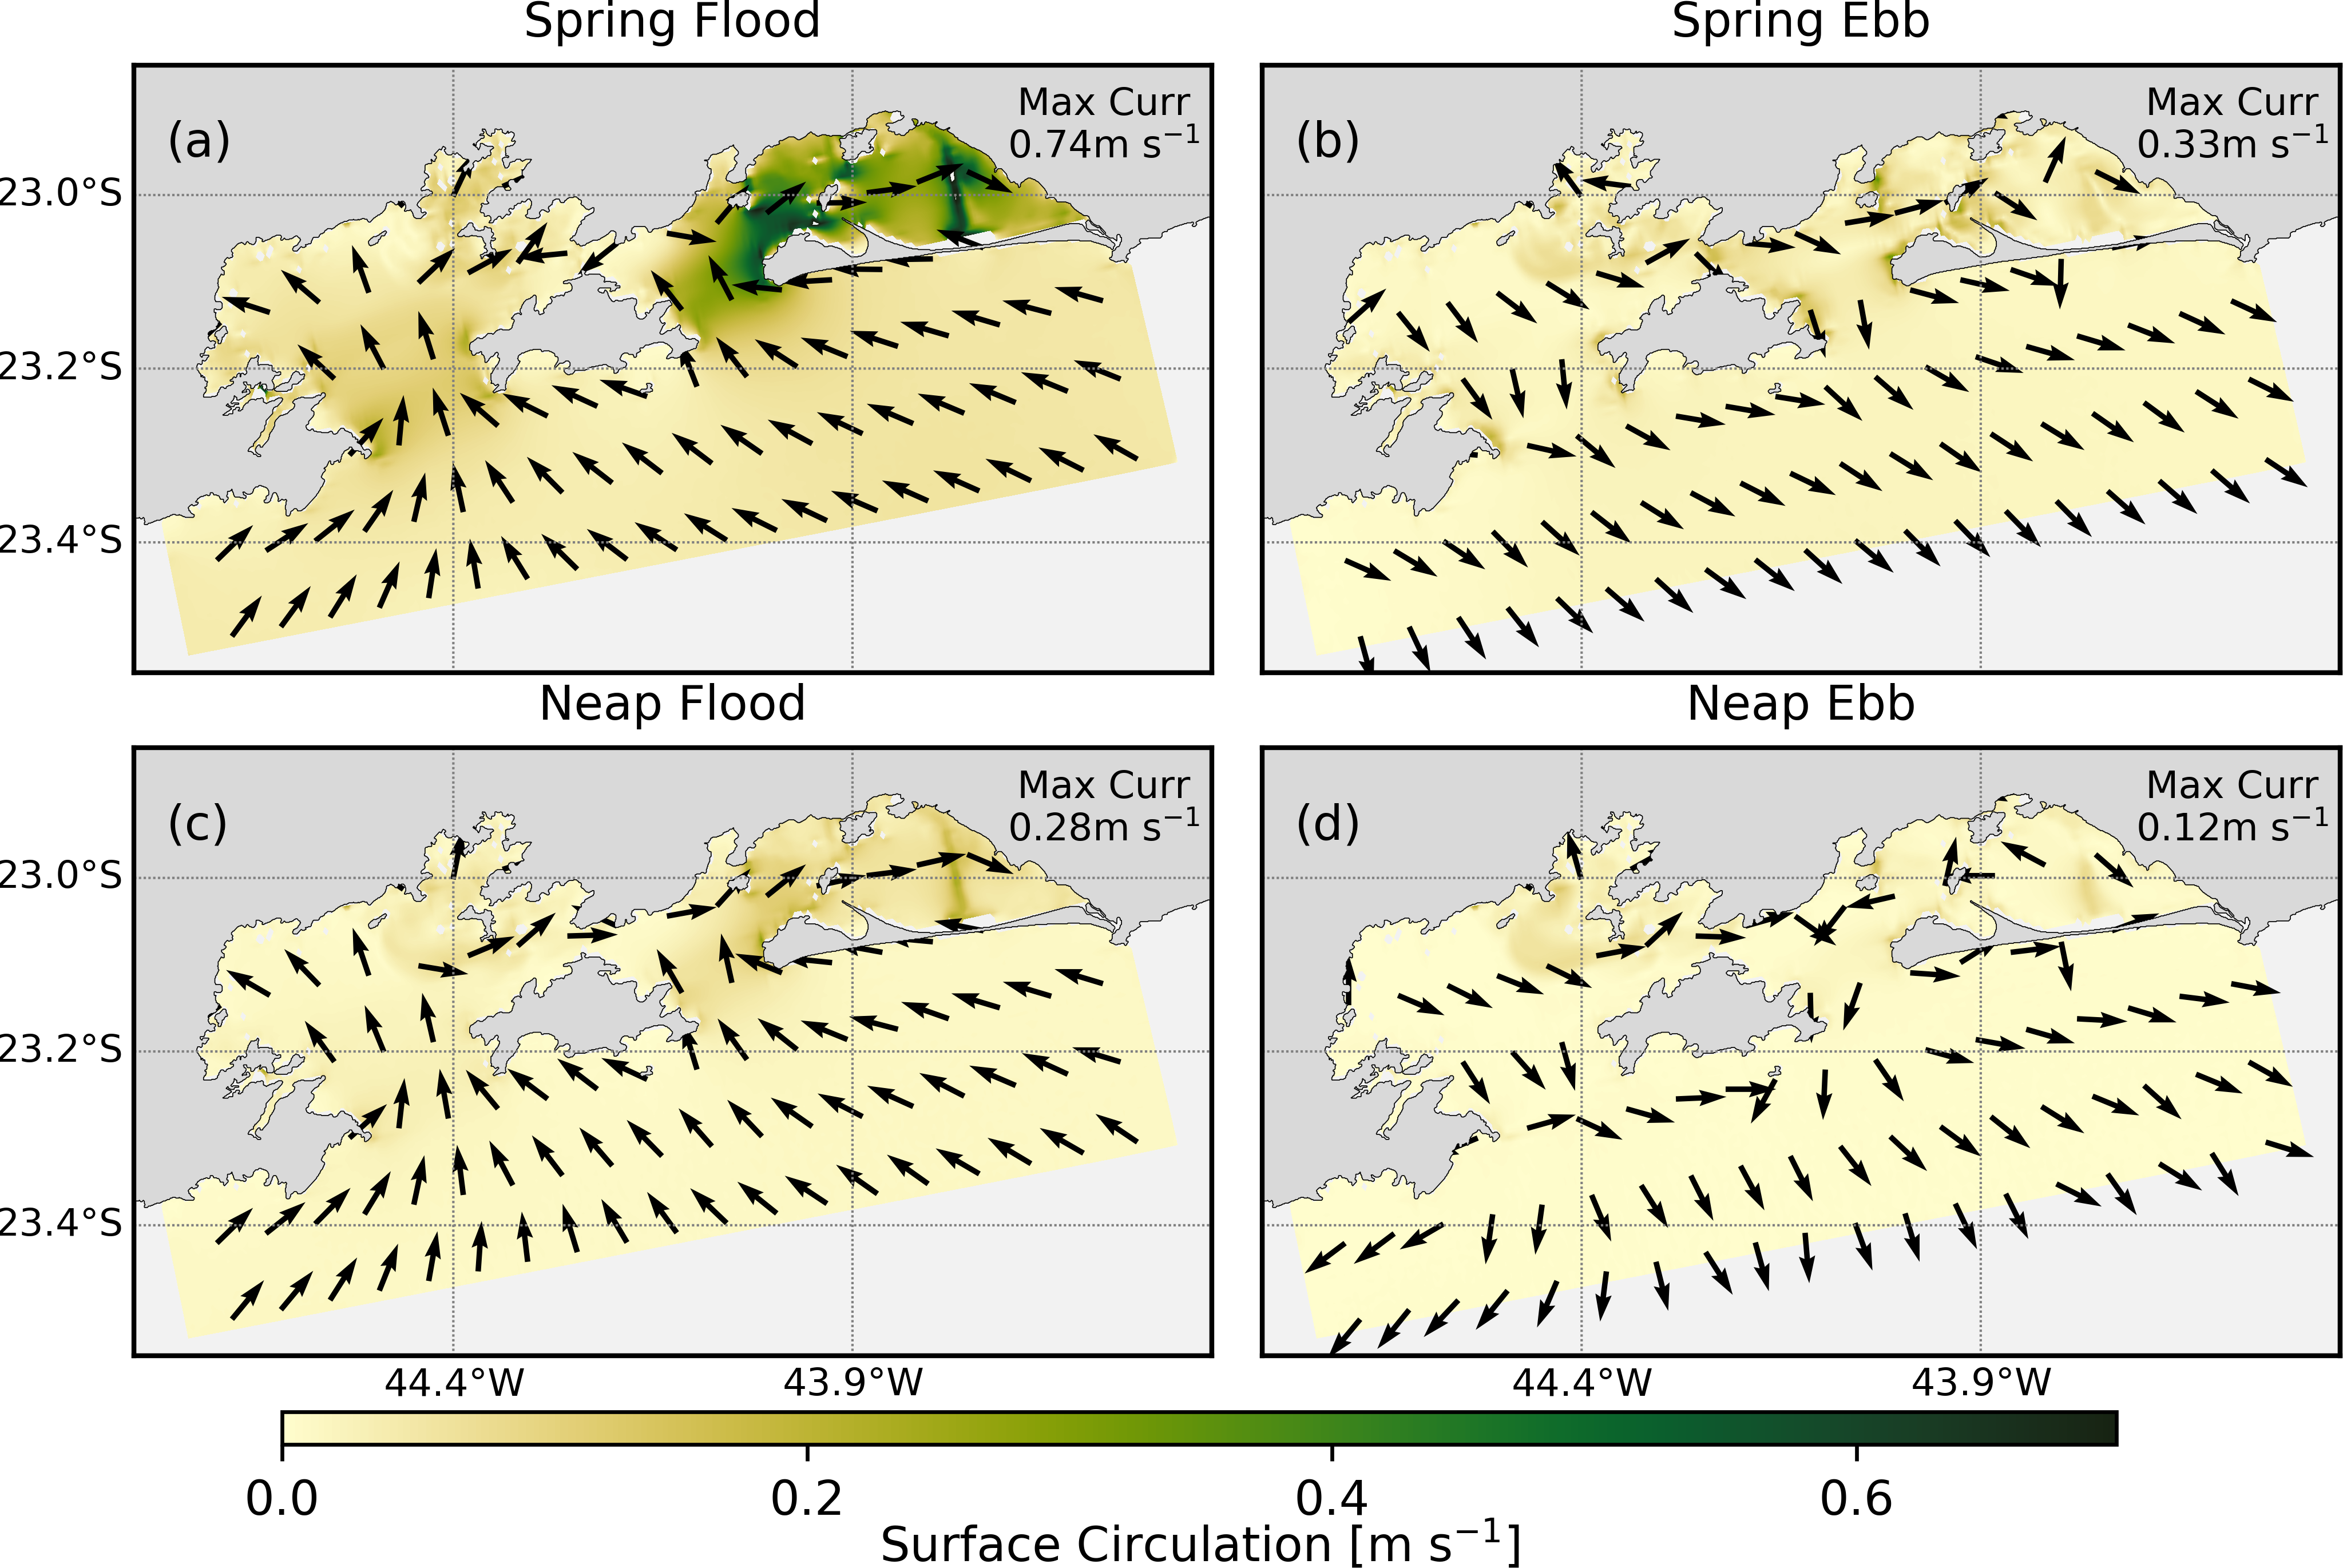 Spring Flood
Spring Ebb
(a)
Max Curr
0.74m s⁻¹
(b)
Max Curr
0.33m s⁻¹
23.0°S
23.2°S
23.4°S
Neap Flood
Neap Ebb
(c)
Max Curr
0.28m s⁻¹
(d)
Max Curr
0.12m s⁻¹
23.0°S
23.2°S
23.4°S
44.4°W
43.9°W
44.4°W
43.9°W
0.0
0.2
0.4
0.6
Surface Circulation [m s⁻¹]